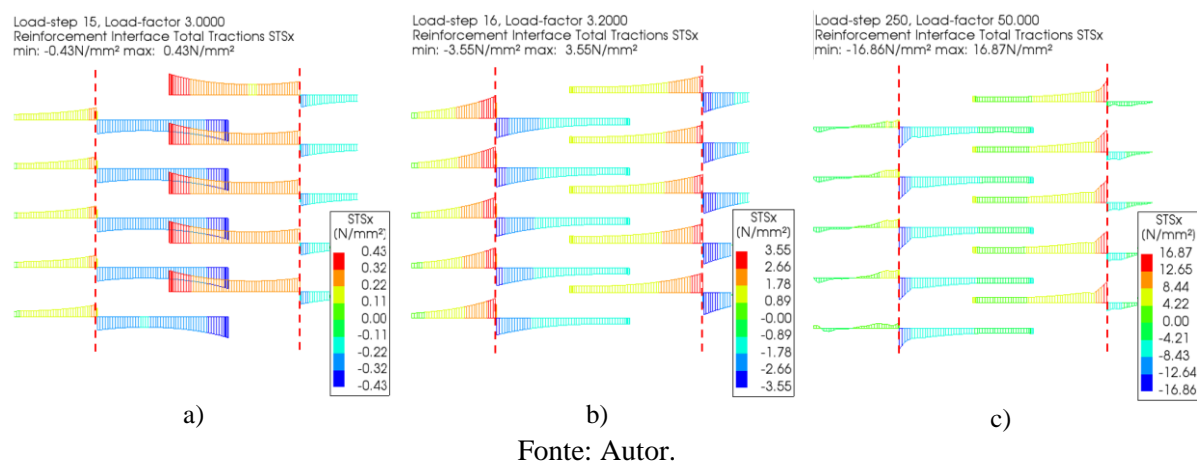 Load-step 15, Load-factor 3.0000
Reinforcement Interface Total Tractions STSx
min: -0.43N/mm² max: 0.43N/mm²
STSx
(N/mm²)
0.43
0.32
0.22
0.11
0.00
-0.11
-0.22
-0.32
-0.43
a)
Load-step 16, Load-factor 3.2000
Reinforcement Interface Total Tractions STSx
min: -3.55N/mm² max: 3.55N/mm²
STSx
(N/mm²)
3.55
2.66
1.78
0.89
-0.00
-0.89
-1.78
-2.66
-3.55
b)
Load-step 250, Load-factor 50.000
Reinforcement Interface Total Tractions STSx
min: -16.86N/mm² max: 16.87N/mm²
STSx
(N/mm²)
16.87
12.65
8.44
4.22
0.00
-4.21
-8.43
-12.64
-16.86
c)
Fonte: Autor.